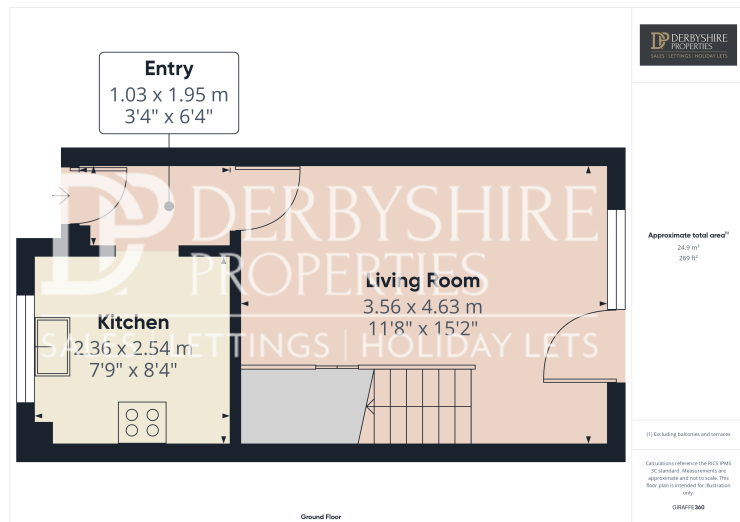 Entry
1.03 x 1.95 m
3'4" x 6'4"
DERBYSHIRE
PROPERTIES
SALES | LETTINGS | HOLIDAY LETS
Living Room
3.56 x 4.63 m
11'8" x 15'2"
Kitchen
2.36 x 2.54 m
7'9" x 8'4"
Ground Floor
DP DERBYSHIRE
PROPERTIES
SALES | LETTINGS | HOLIDAY LETS
Approximate total area(1)
24.9 m²
269 ft²
(1) Excluding balconies and terraces
Calculations reference the RICS IPMS
3C standard. Measurements are
approximate and not to scale. This
floor plan is intended for illustration
only.
GIRAFFE360